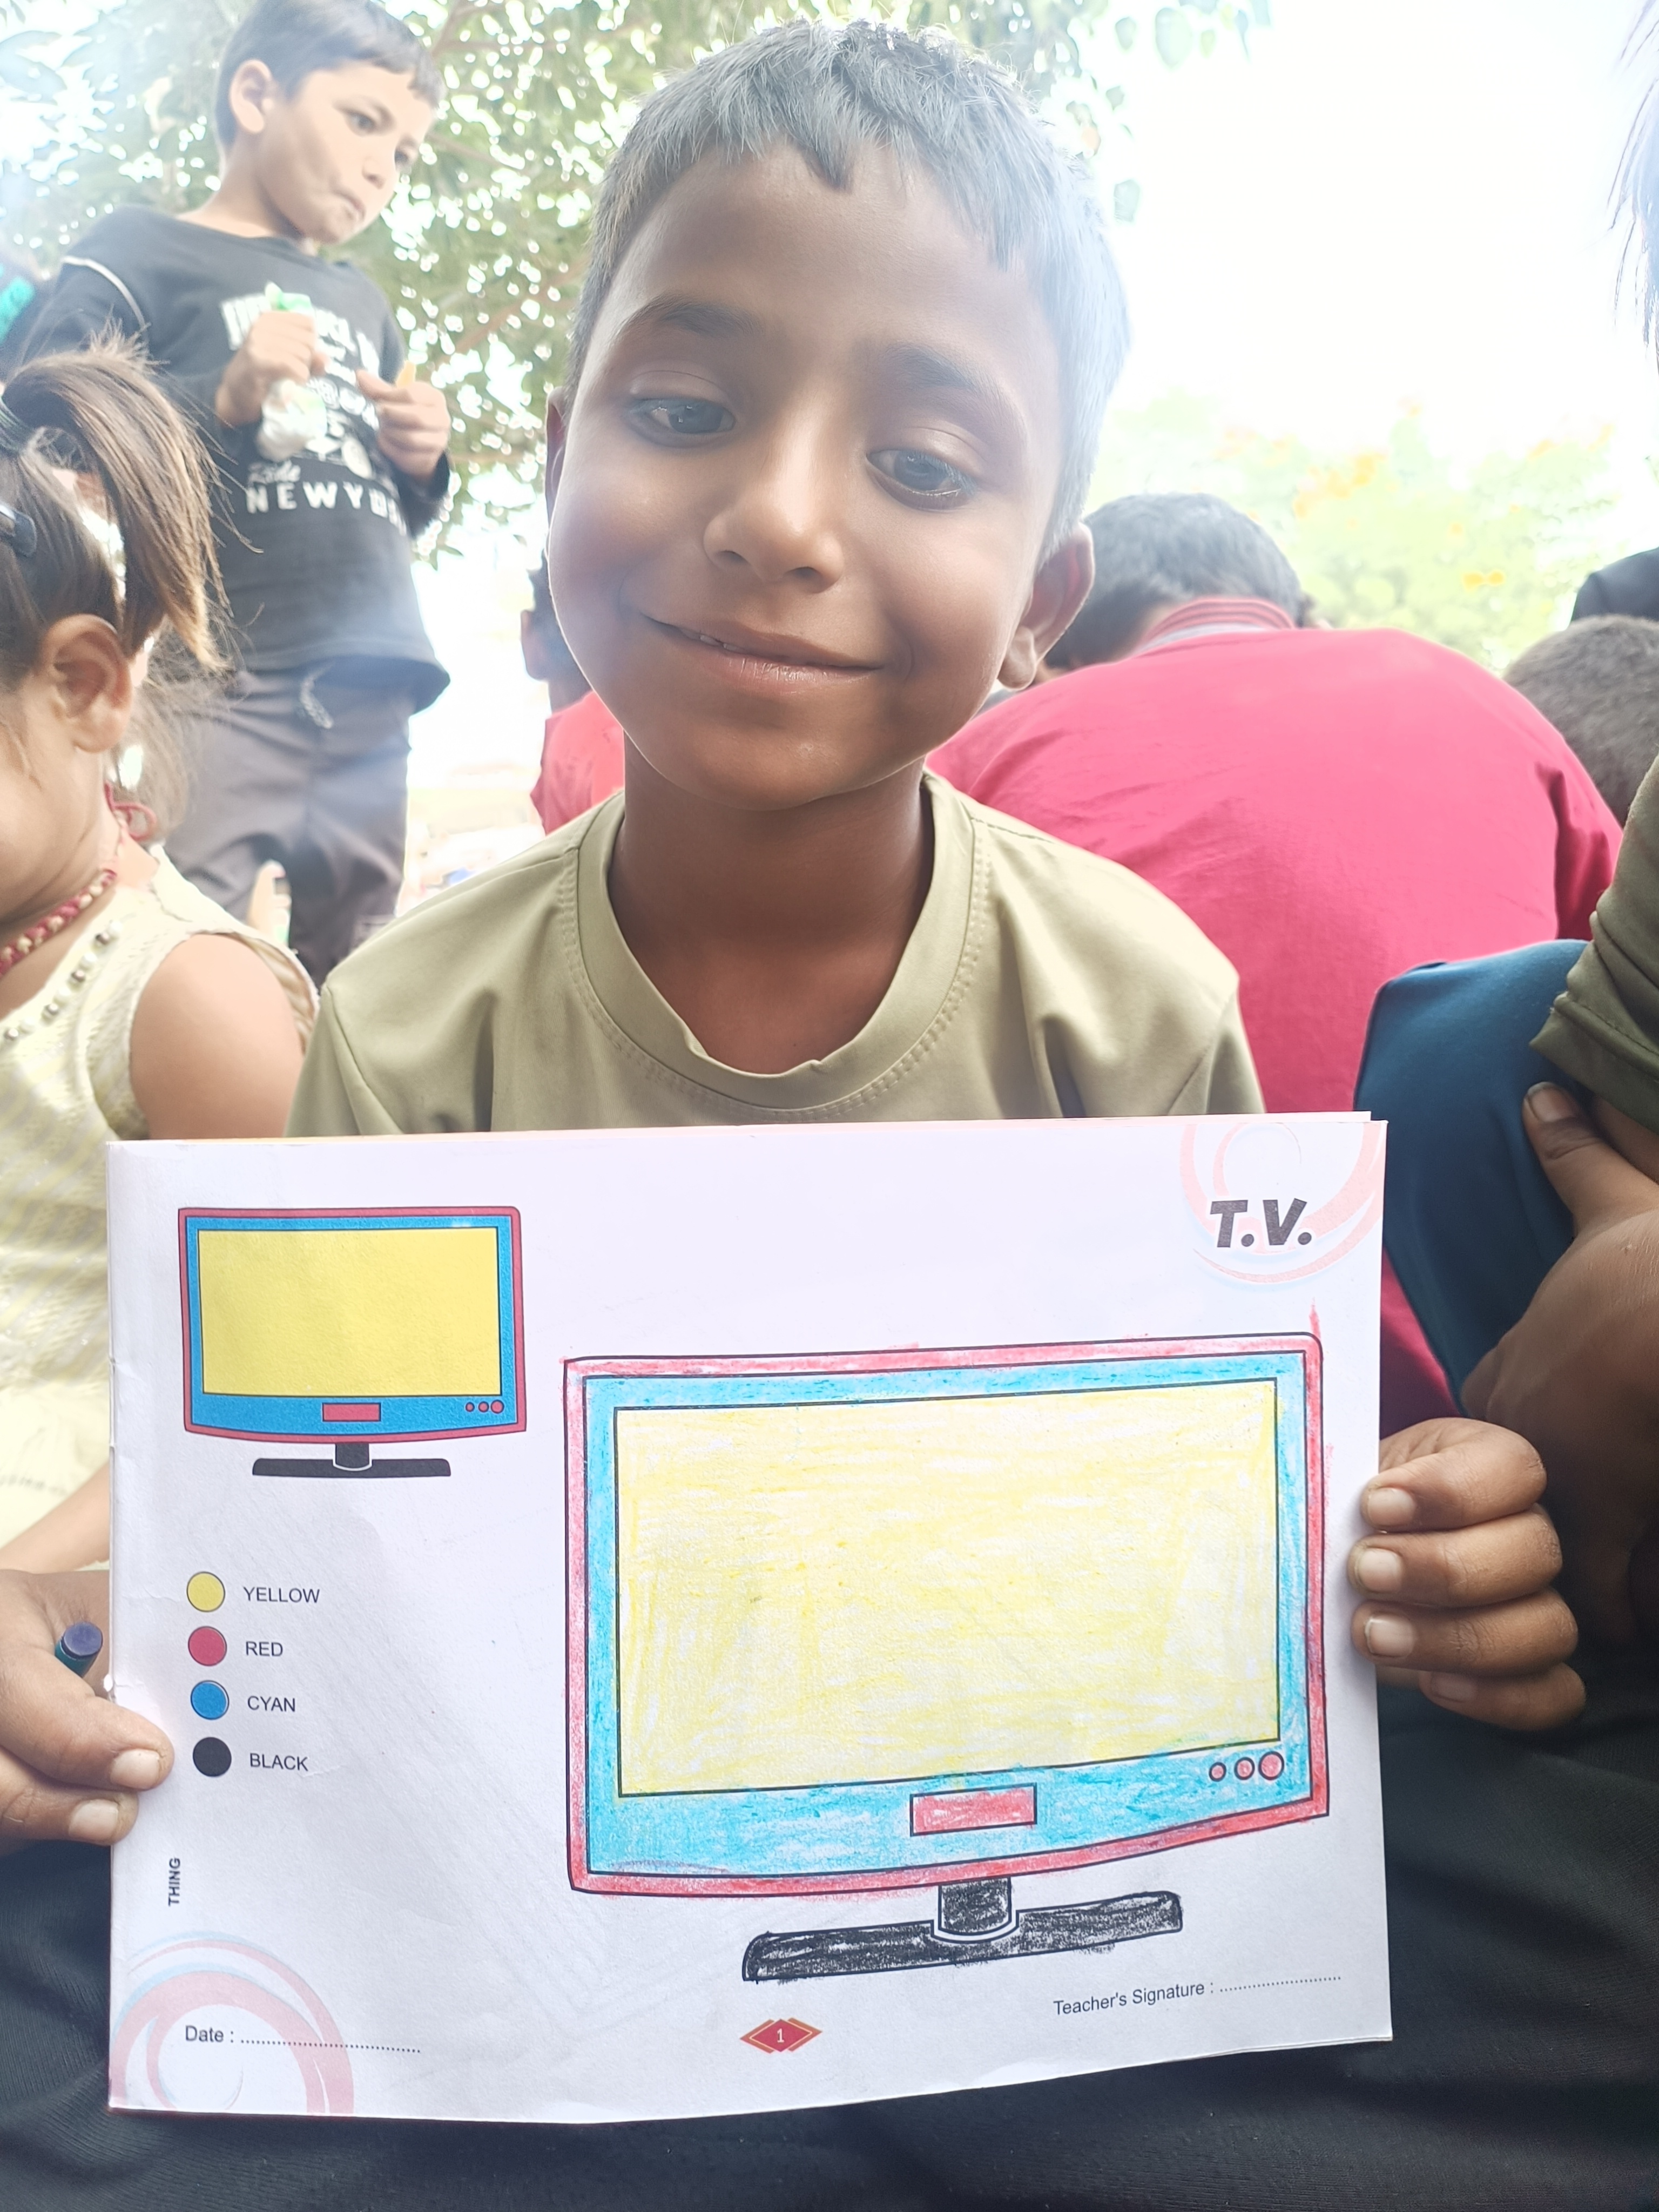 NEWYO
T.V.
YELLOW
RED
CYAN
BLACK
THING
Date : ................................
1
Teacher's Signature : ..........................